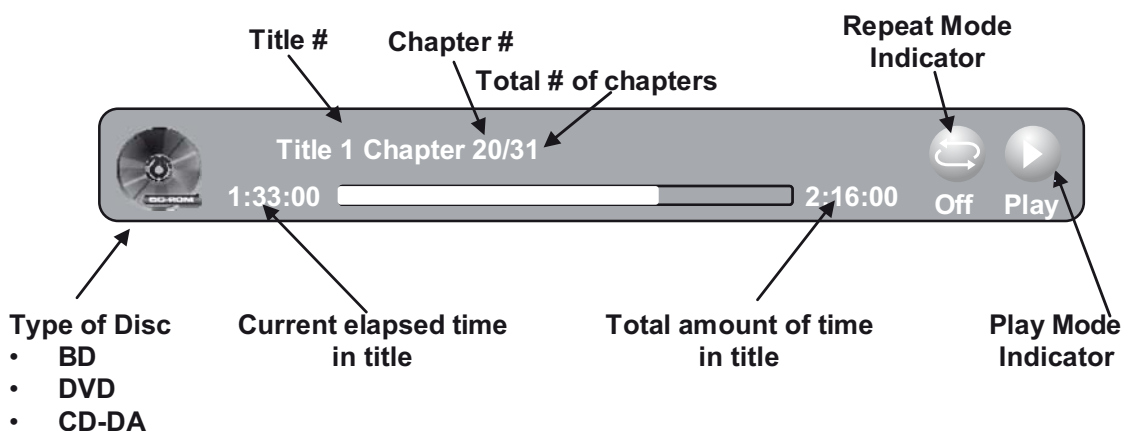 Title #
Chapter #
Total # of chapters
Repeat Mode
Indicator
Title 1 Chapter 20/31
CD-ROM
1:33:00
2:16:00
Off
Play
Type of Disc
• BD
• DVD
• CD-DA
Current elapsed time
in title
Total amount of time
in title
Play Mode
Indicator